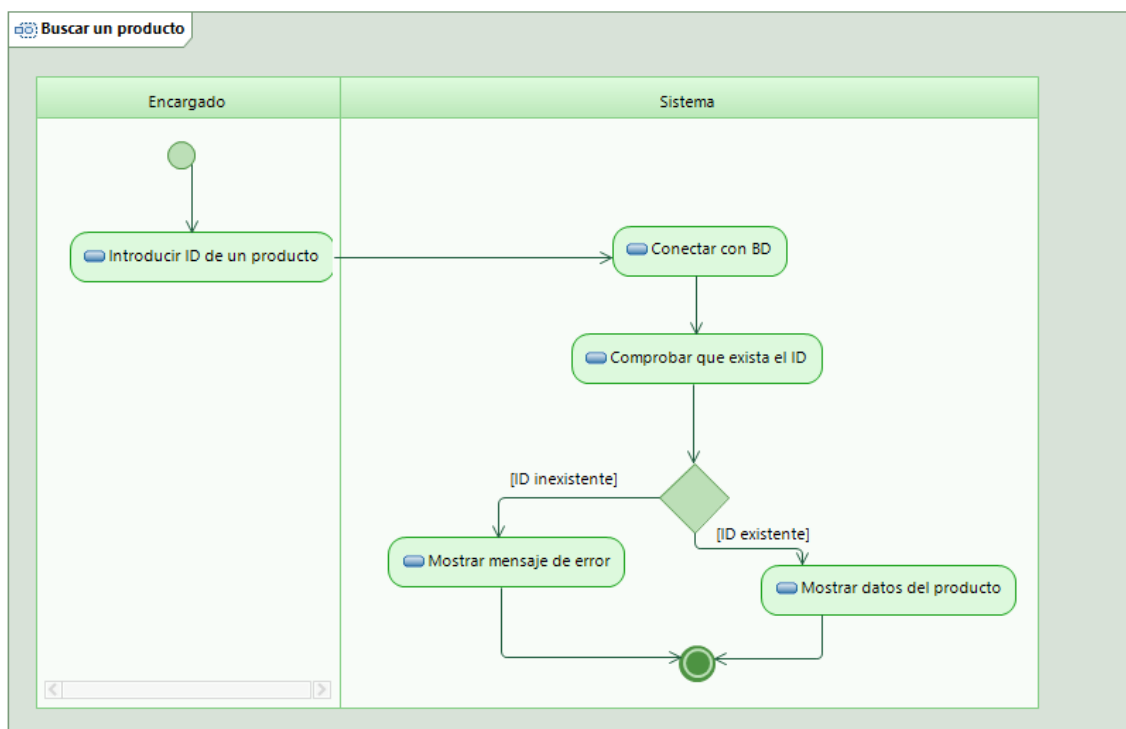 Buscar un producto
Encargado
Sistema
Introducir ID de un producto
Conectar con BD
Comprobar que exista el ID
[ID inexistente]
[ID existente]
Mostrar mensaje de error
Mostrar datos del producto